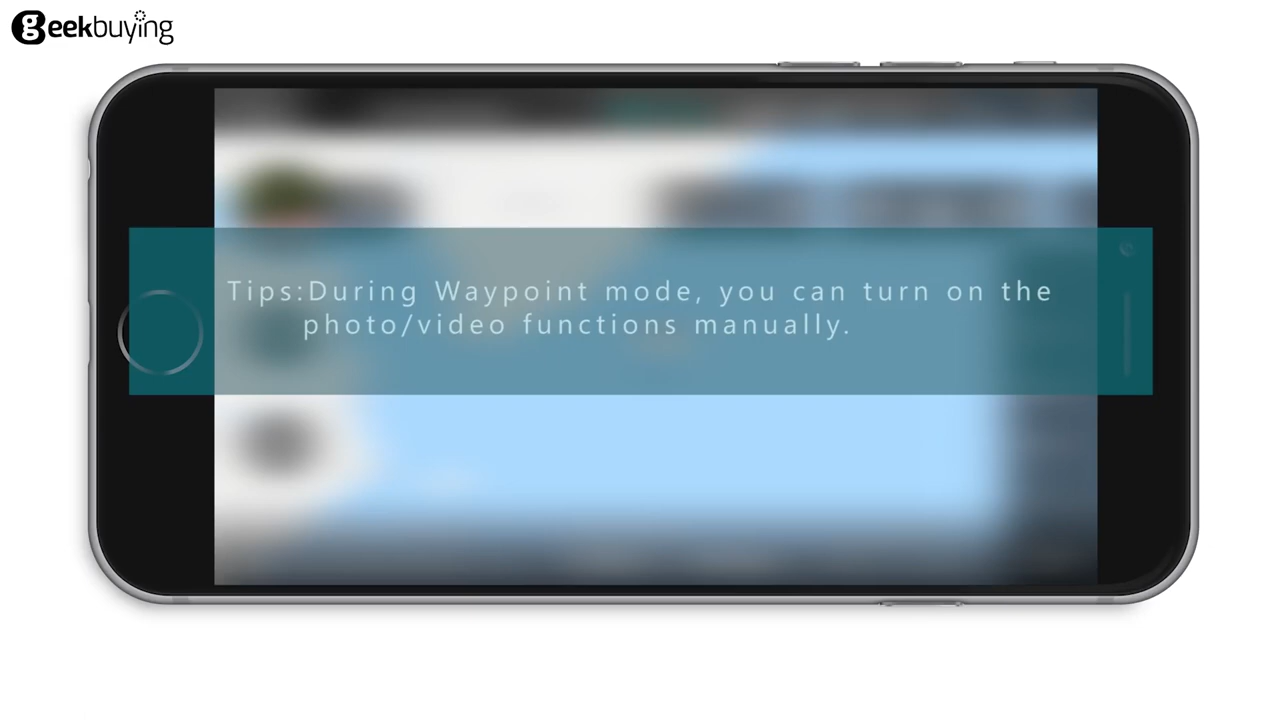 geekbuying
Tips:During Waypoint mode, you can turn on the
photo/video functions manually.